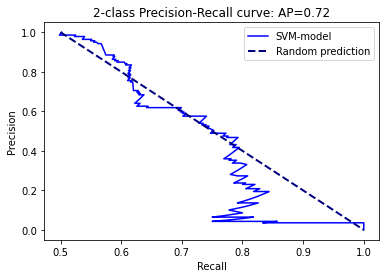 2-class Precision-Recall curve: AP=0.72
SVM-model
Random prediction
Precision
1.0
0.8
0.6
0.4
0.2
0.0
0.5
0.6
0.7
0.8
0.9
1.0
Recall